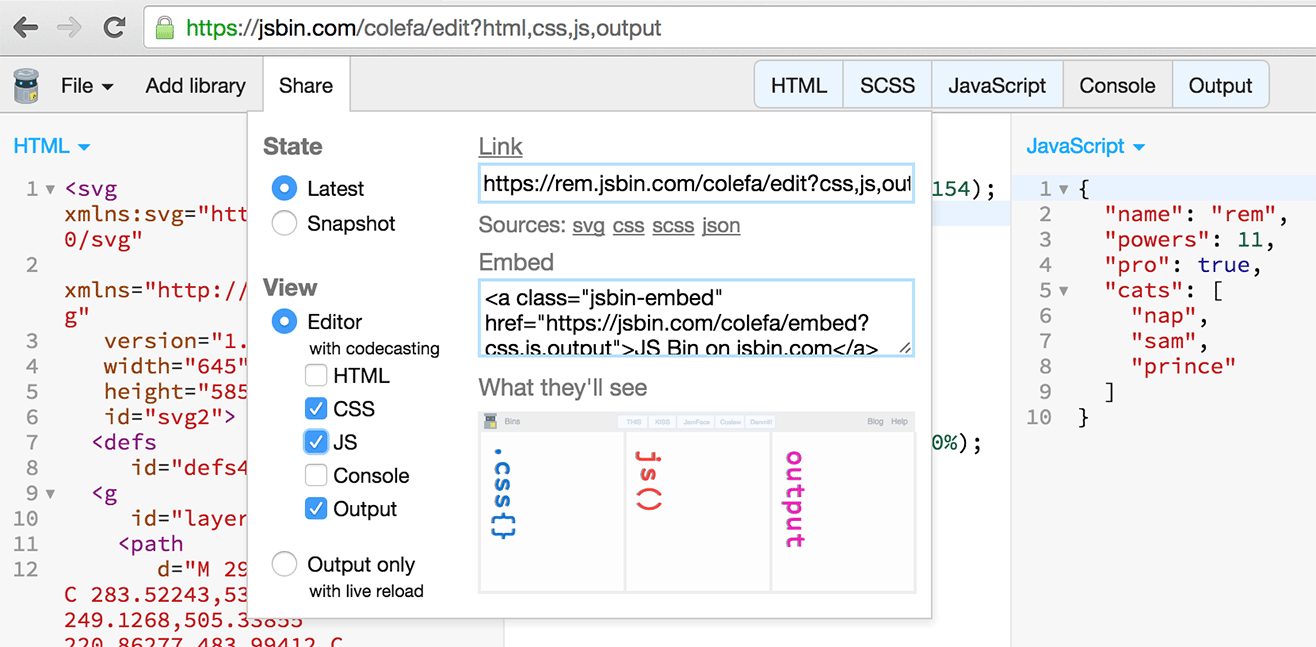 https://jsbin.com/colefa/edit?html,css,js,output
File
Add library
Share
HTML
SCSS
JavaScript
Console
Output
HTML
1 <svg
xmlns:svg="htt
0/svg"
2
xmlns="http:/
g"
3 version="1.
4 width="645"
5 height="585
6 id="svg2">
7 <defs
8 id="defs4
9 <g
10 id="layer
11 <path
12 d="M 29
C 283.52243,53
249.1268,505.33855
220.86277,483.99412 C
State
Latest
Snapshot
View
Editor
with codecasting
HTML
CSS
JS
Console
Output
Output only
with live reload
Link
https://rem.jsbin.com/colefa/edit?css,js,out
Sources: svg css scss json
Embed
<a class="jsbin-embed"
href="https://jsbin.com/colefa/embed?
css,js,output">JS Bin on jsbin.com</a>
What they'll see
Bins
THIS
KISS
JamFace
Codew
Damnit!
Blog
Help
.css{}
js()
output
154);
0%);
JavaScript
1 {
2 "name": "rem",
3 "powers": 11,
4 "pro": true,
5 "cats": [
6 "nap",
7 "sam",
8 "prince"
9 ]
10 }